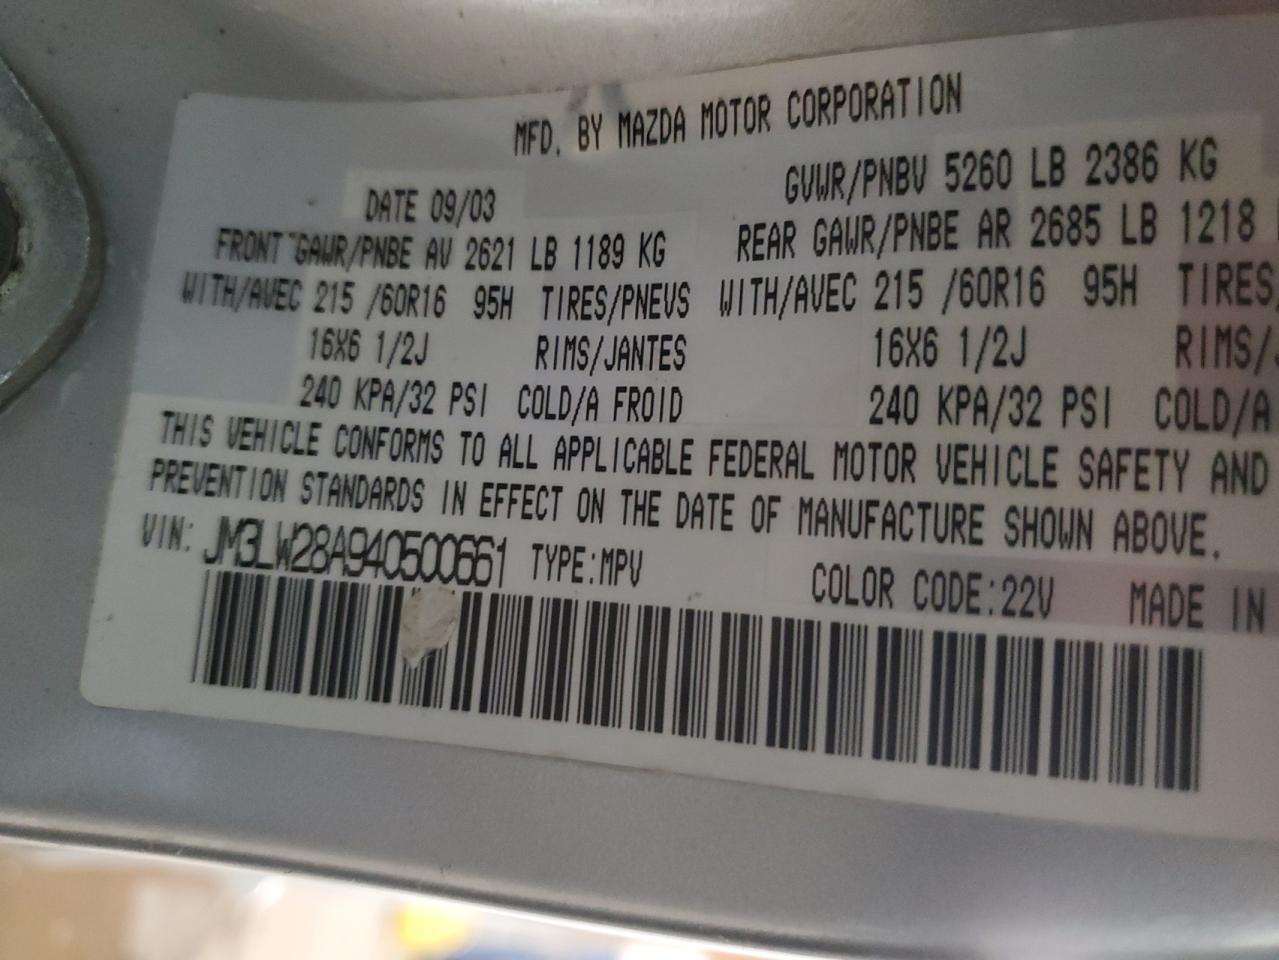 MFD. BY MAZDA MOTOR CORPORATION
DATE 09/03 GVWR/PNBV 5260 LB 2386 KG
FRONT GAWR/PNBE AV 2621 LB 1189 KG REAR GAWR/PNBE AR 2685 LB 1218
WITH/AVEC 215 /60R16 95H TIRES/PNEUS WITH/AVEC 215 /60R16 95H TIRES/
16X6 1/2J RIMS/JANTES 16X6 1/2J RIMS/
240 KPA/32 PSI COLD/A FROID 240 KPA/32 PSI COLD/A
THIS VEHICLE CONFORMS TO ALL APPLICABLE FEDERAL MOTOR VEHICLE SAFETY AND
PREVENTION STANDARDS IN EFFECT ON THE DATE OF MANUFACTURE SHOWN ABOVE.
VIN: JM3LW28A940500661 TYPE:MPV COLOR CODE:22V MADE IN